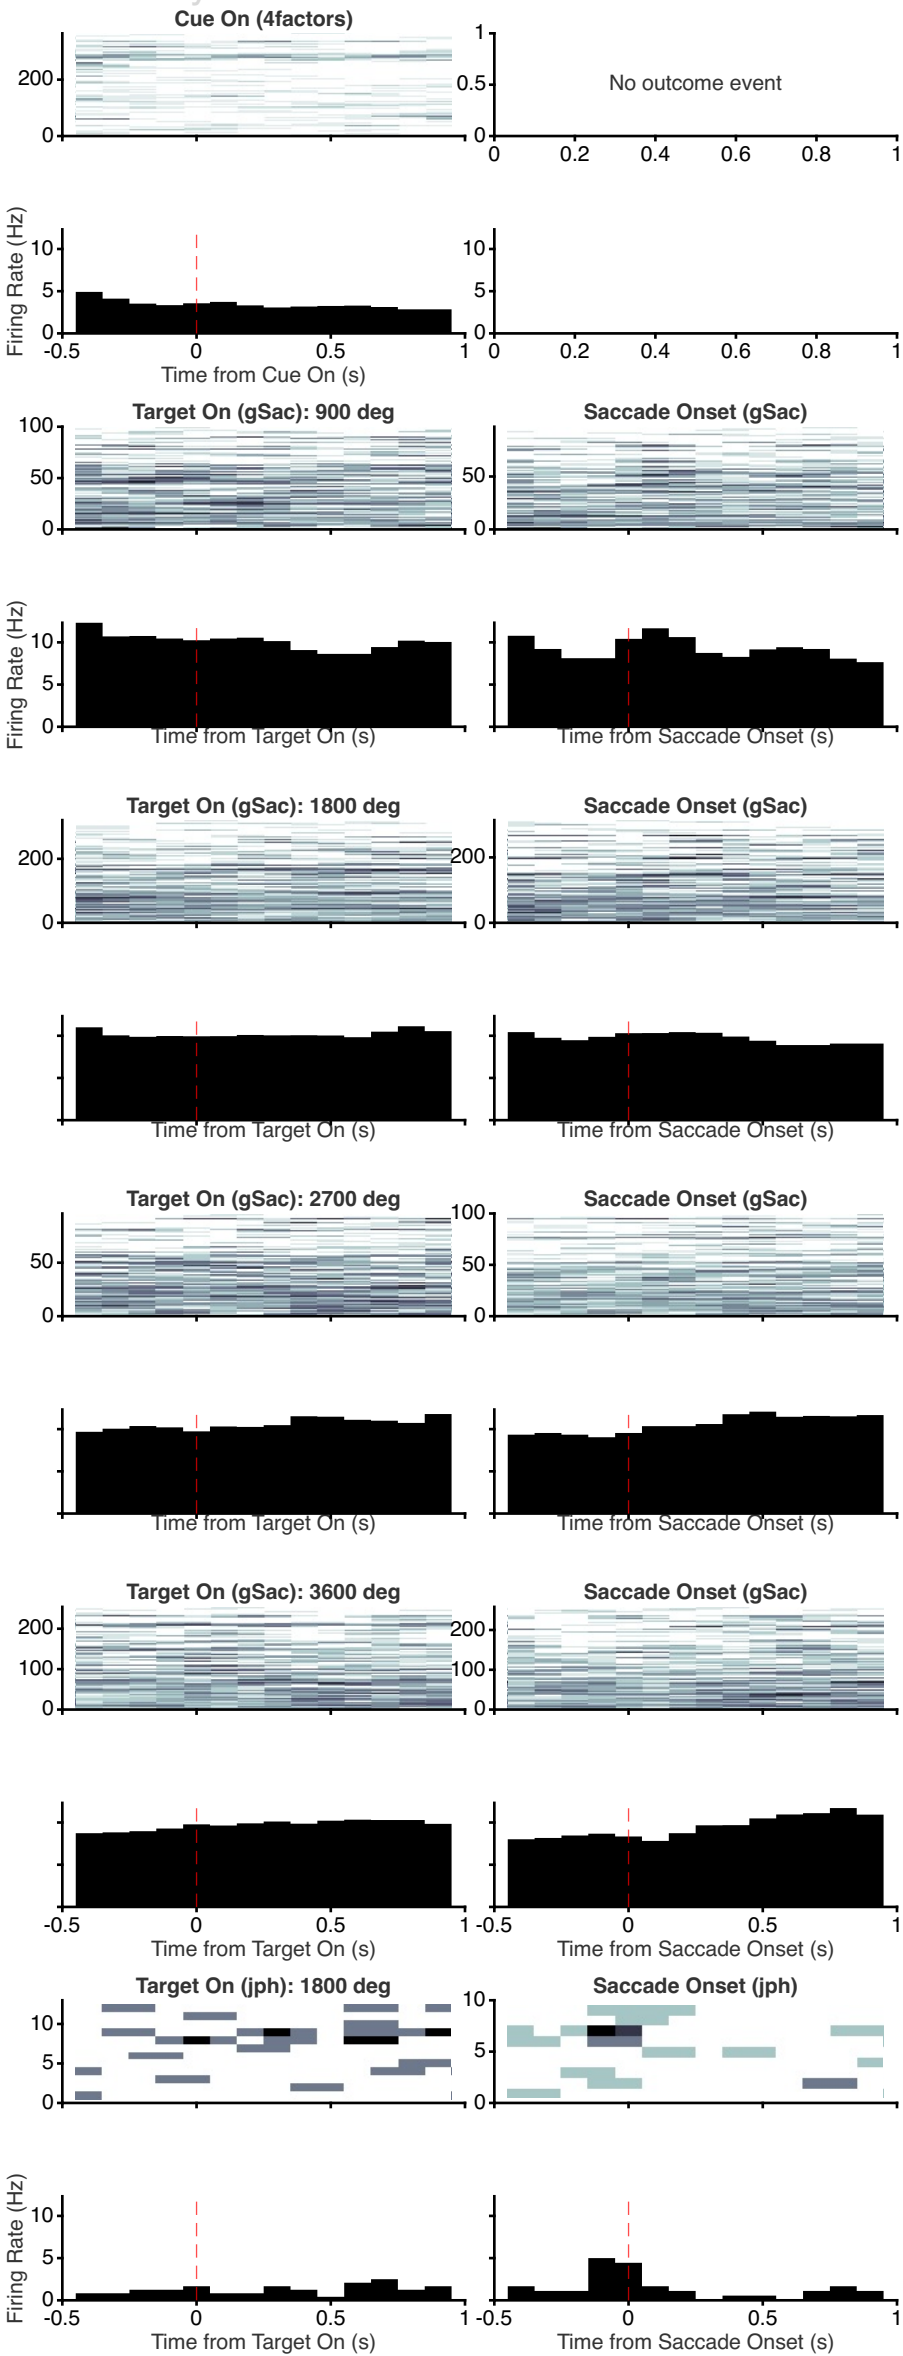 Cue On (4factors)
200
0
1
0.5
0
No outcome event
0 0.2 0.4 0.6 0.8 1
Firing Rate (Hz)
10
5
0
-0.5 0 0.5 1
Time from Cue On (s)
0 0.2 0.4 0.6 0.8 1
Target On (gSac): 900 deg
100
50
0
Saccade Onset (gSac)
50
0
Firing Rate (Hz)
10
5
0
Time from Target On (s)
Time from Saccade Onset (s)
Target On (gSac): 1800 deg
200
0
Saccade Onset (gSac)
200
0
Time from Target On (s)
Time from Saccade Onset (s)
Target On (gSac): 2700 deg
50
0
Saccade Onset (gSac)
100
50
0
Time from Target On (s)
Time from Saccade Onset (s)
Target On (gSac): 3600 deg
200
100
0
Saccade Onset (gSac)
200
100
0
-0.5 0 0.5 1
Time from Target On (s)
-0.5 0 0.5 1
Time from Saccade Onset (s)
Target On (jph): 1800 deg
10
5
0
Saccade Onset (jph)
10
5
0
Firing Rate (Hz)
10
5
0
-0.5 0 0.5 1
Time from Target On (s)
-0.5 0 0.5 1
Time from Saccade Onset (s)